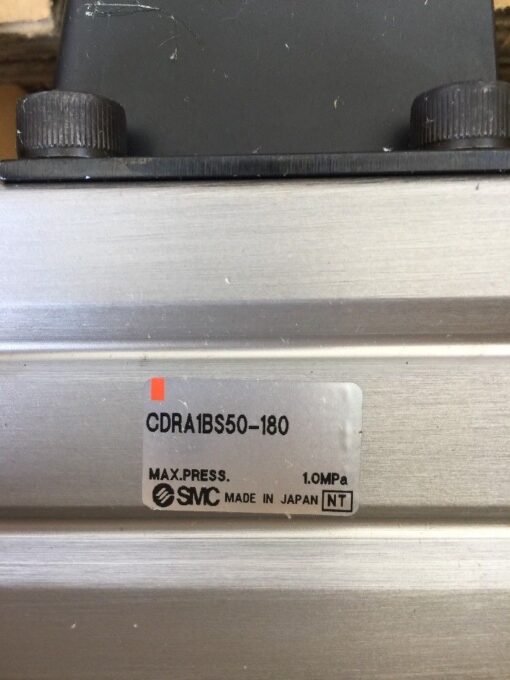 CDRA1BS50-180
MAX.PRESS. 1.0MPa
SMC MADE IN JAPAN NT